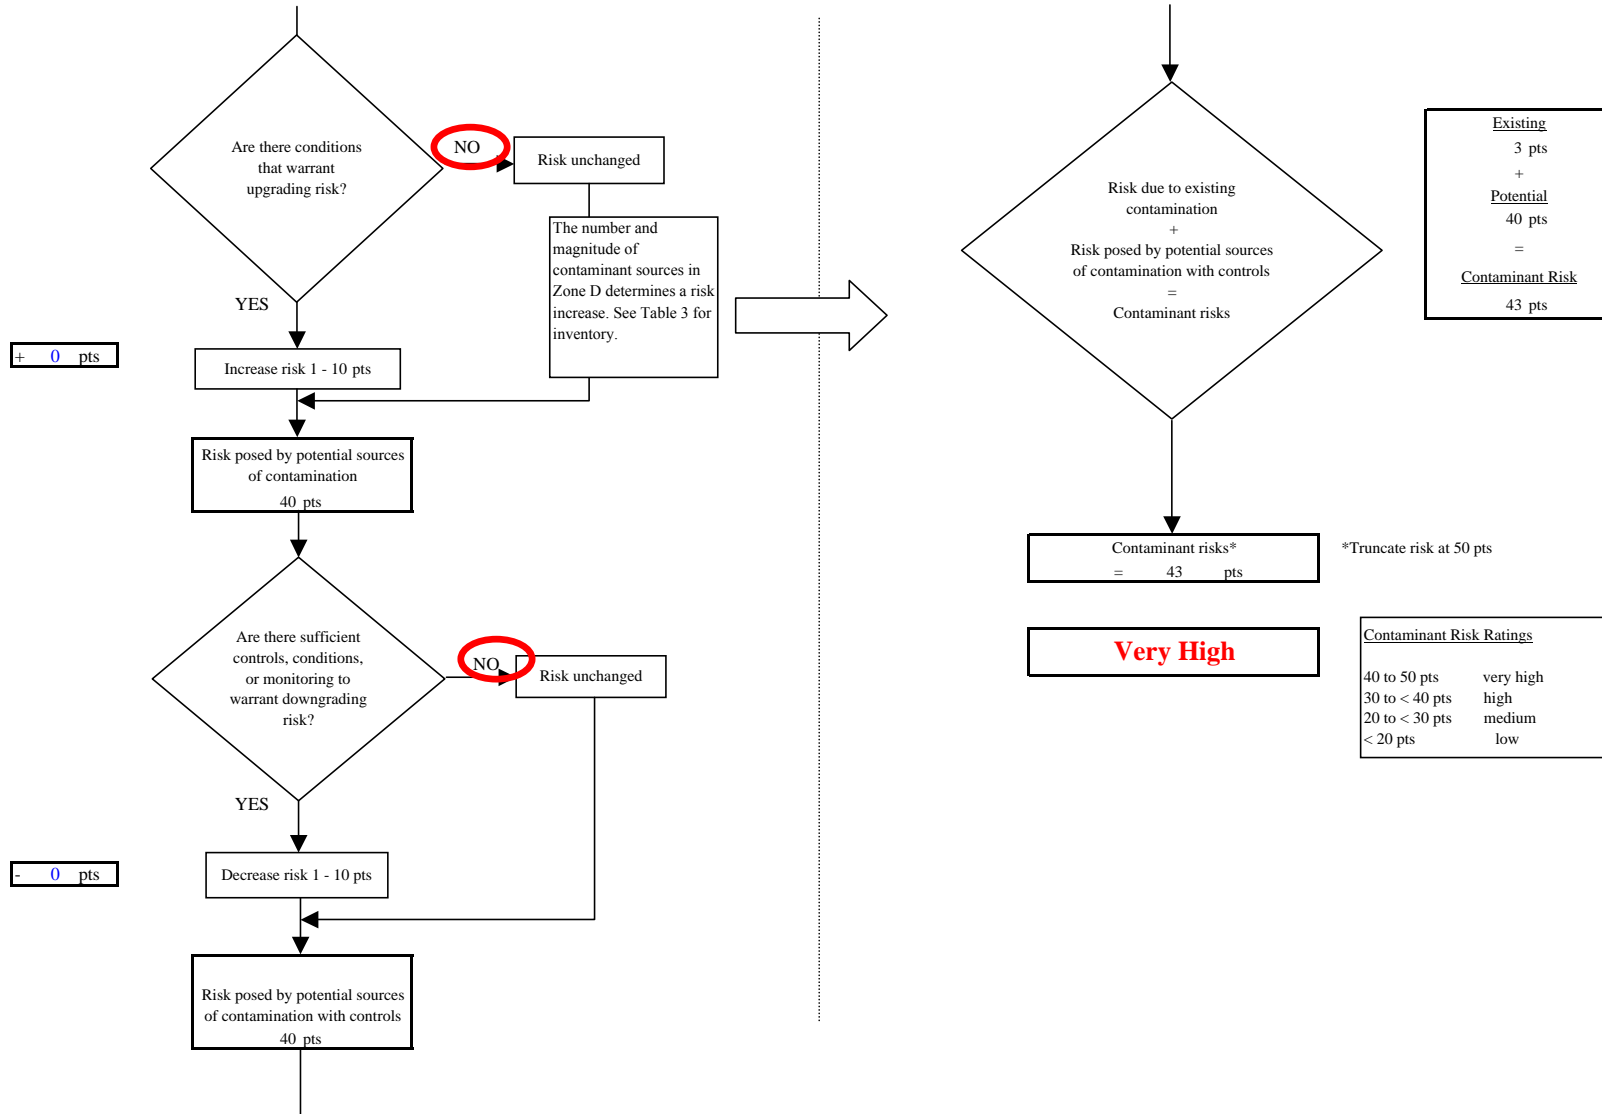 Are there conditions
that warrant
upgrading risk?
NO
Risk unchanged
The number and
magnitude of
contaminant sources in
Zone D determines a risk
increase. See Table 3 for
inventory.
YES
+ 0 pts
Increase risk 1 - 10 pts
Risk posed by potential sources
of contamination
40 pts
Are there sufficient
controls, conditions,
or monitoring to
warrant downgrading
risk?
NO
Risk unchanged
YES
- 0 pts
Decrease risk 1 - 10 pts
Risk posed by potential sources
of contamination with controls
40 pts
Risk due to existing
contamination
+
Risk posed by potential sources
of contamination with controls
=
Contaminant risks
Existing
3 pts
+
Potential
40 pts
=
Contaminant Risk
43 pts
Contaminant risks*
= 43 pts
*Truncate risk at 50 pts
Very High
Contaminant Risk Ratings
40 to 50 pts very high
30 to < 40 pts high
20 to < 30 pts medium
< 20 pts low